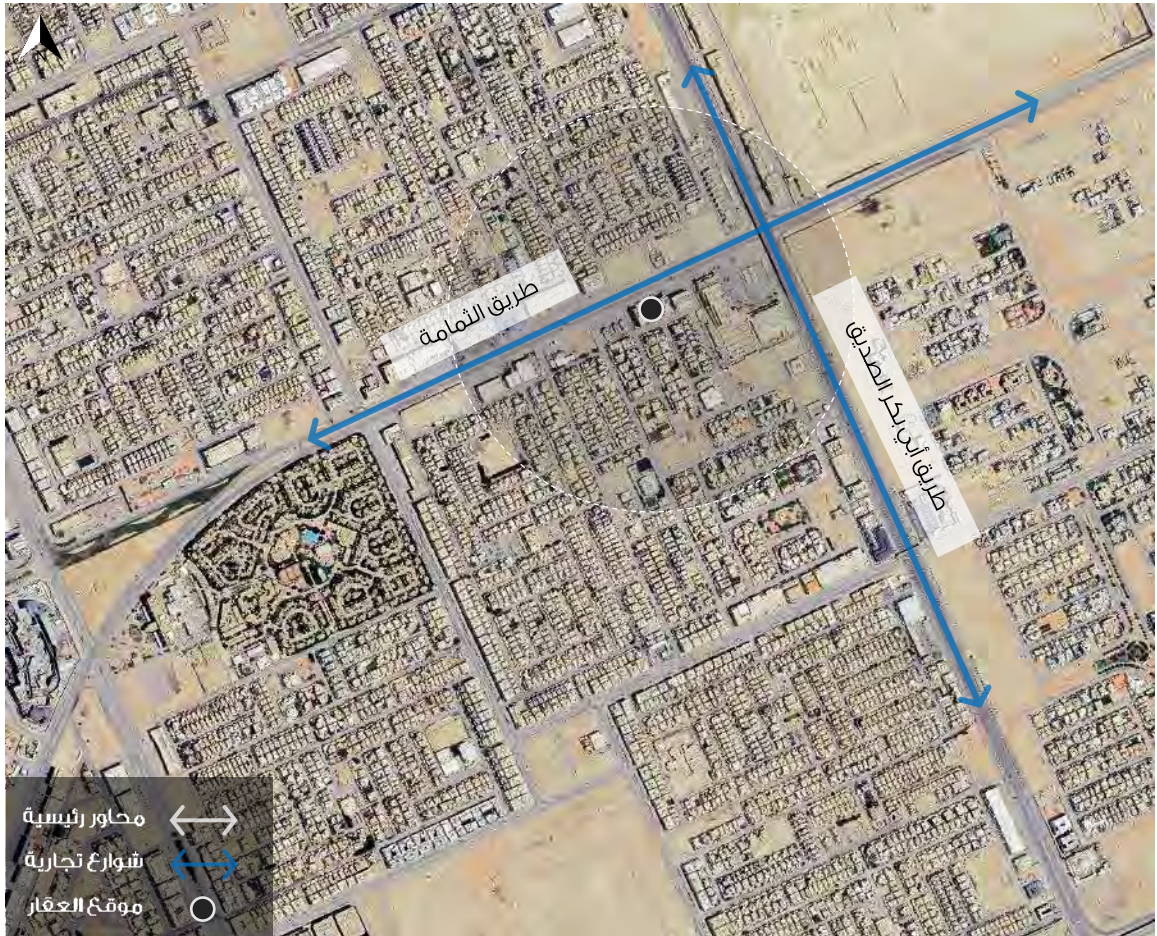 طريق الثمامة
طريق أبي بكر الصديق
محاور رئيسية
شوارع تجارية
موقع العقار